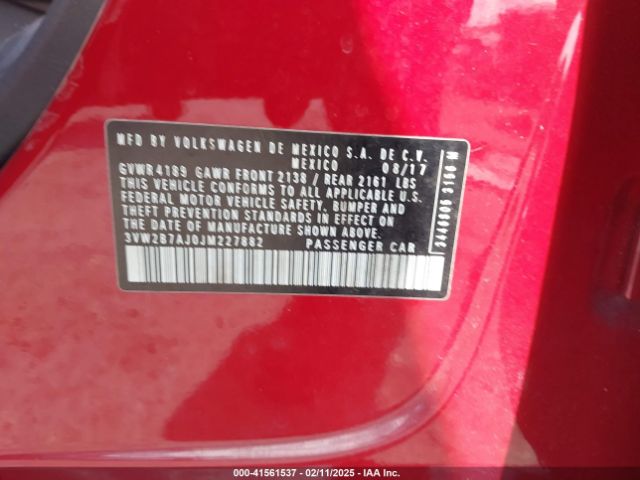 MFD BY VOLKSWAGEN DE MEXICO S.A. DE C.V.
MEXICO 08/17
GVWR 4189 GAWR FRONT 2138 / REAR 2161 LBS
THIS VEHICLE CONFORMS TO ALL APPLICABLE U.S.
FEDERAL MOTOR VEHICLE SAFETY, BUMPER AND
THEFT PREVENTION STANDARDS IN EFFECT ON
THE DATE OF MANUFACTURE SHOWN ABOVE.
3VW2B7AJ0JM227882 PASSENGER CAR
000-41561537 - 02/11/2025 - IAA Inc.